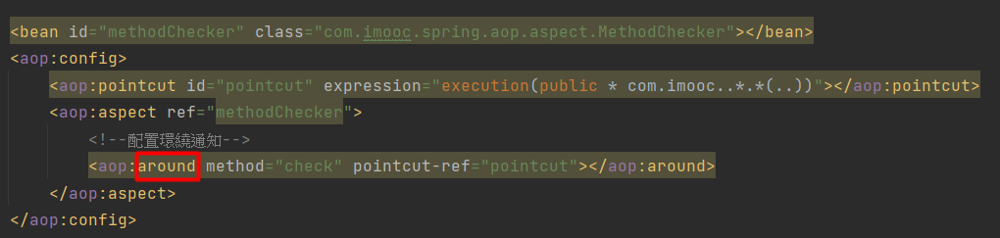 <bean id="methodChecker" class="com.imooc.spring.aop.aspect.MethodChecker"></bean>
<aop:config>
<aop:pointcut id="pointcut" expression="execution(public * com.imooc..*.*(..))"></aop:pointcut>
<aop:aspect ref="methodChecker">
<!--配置環繞通知-->
<aop:around method="check" pointcut-ref="pointcut"></aop:around>
</aop:aspect>
</aop:config>